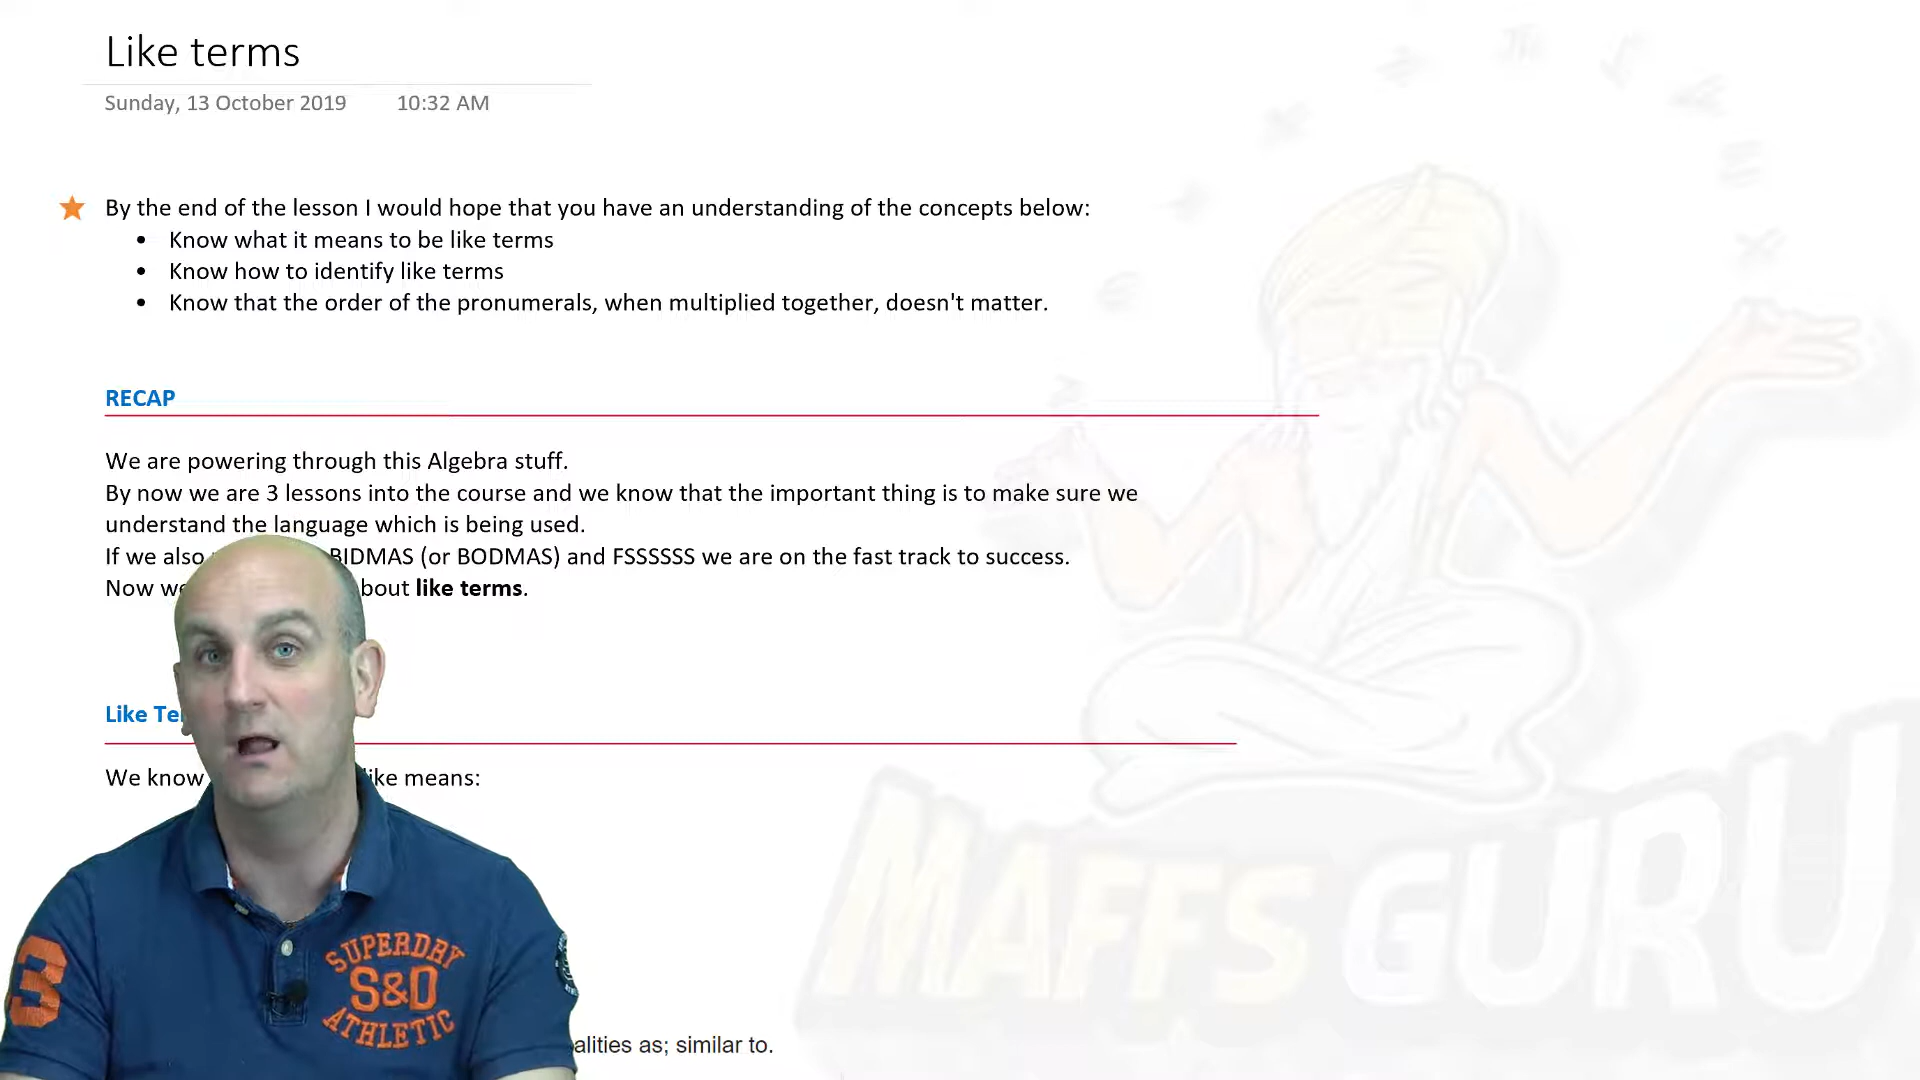 Like terms
Sunday, 13 October 2019 10:32 AM
By the end of the lesson I would hope that you have an understanding of the concepts below:
• Know what it means to be like terms
• Know how to identify like terms
• Know that the order of the pronumerals, when multiplied together, doesn't matter.
RECAP
We are powering through this Algebra stuff.
By now we are 3 lessons into the course and we know that the important thing is to make sure we
understand the language which is being used.
If we also BIDMAS (or BODMAS) and FSSSSSS we are on the fast track to success.
Now we about like terms.
Like
We know like means:
as; similar to.
MAFFS GURU
3
SUPERDRY
S&D
ATHLETIC